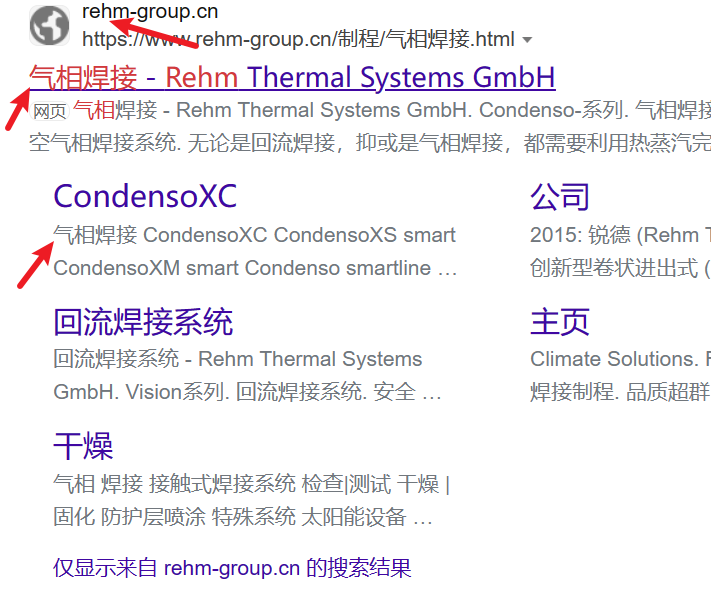 rehm-group.cn
https://www.rehm-group.cn/制程/气相焊接.html
气相焊接 - Rehm Thermal Systems GmbH
网页 气相焊接 - Rehm Thermal Systems GmbH. Condenso-系列. 气相焊接
空气相焊接系统. 无论是回流焊接，抑或是气相焊接，都需要利用热蒸汽完
CondensoXC
气相焊接 CondensoXC CondensoXS smart
CondensoXM smart Condenso smartline …
公司
2015: 锐德 (Rehm T
创新型卷状进出式 (
回流焊接系统
回流焊接系统 - Rehm Thermal Systems
GmbH. Vision系列. 回流焊接系统. 安全 …
主页
Climate Solutions.
焊接制程. 品质超群
干燥
气相 焊接 接触式焊接系统 检查|测试 干燥 |
固化 防护层喷涂 特殊系统 太阳能设备 …
仅显示来自 rehm-group.cn 的搜索结果